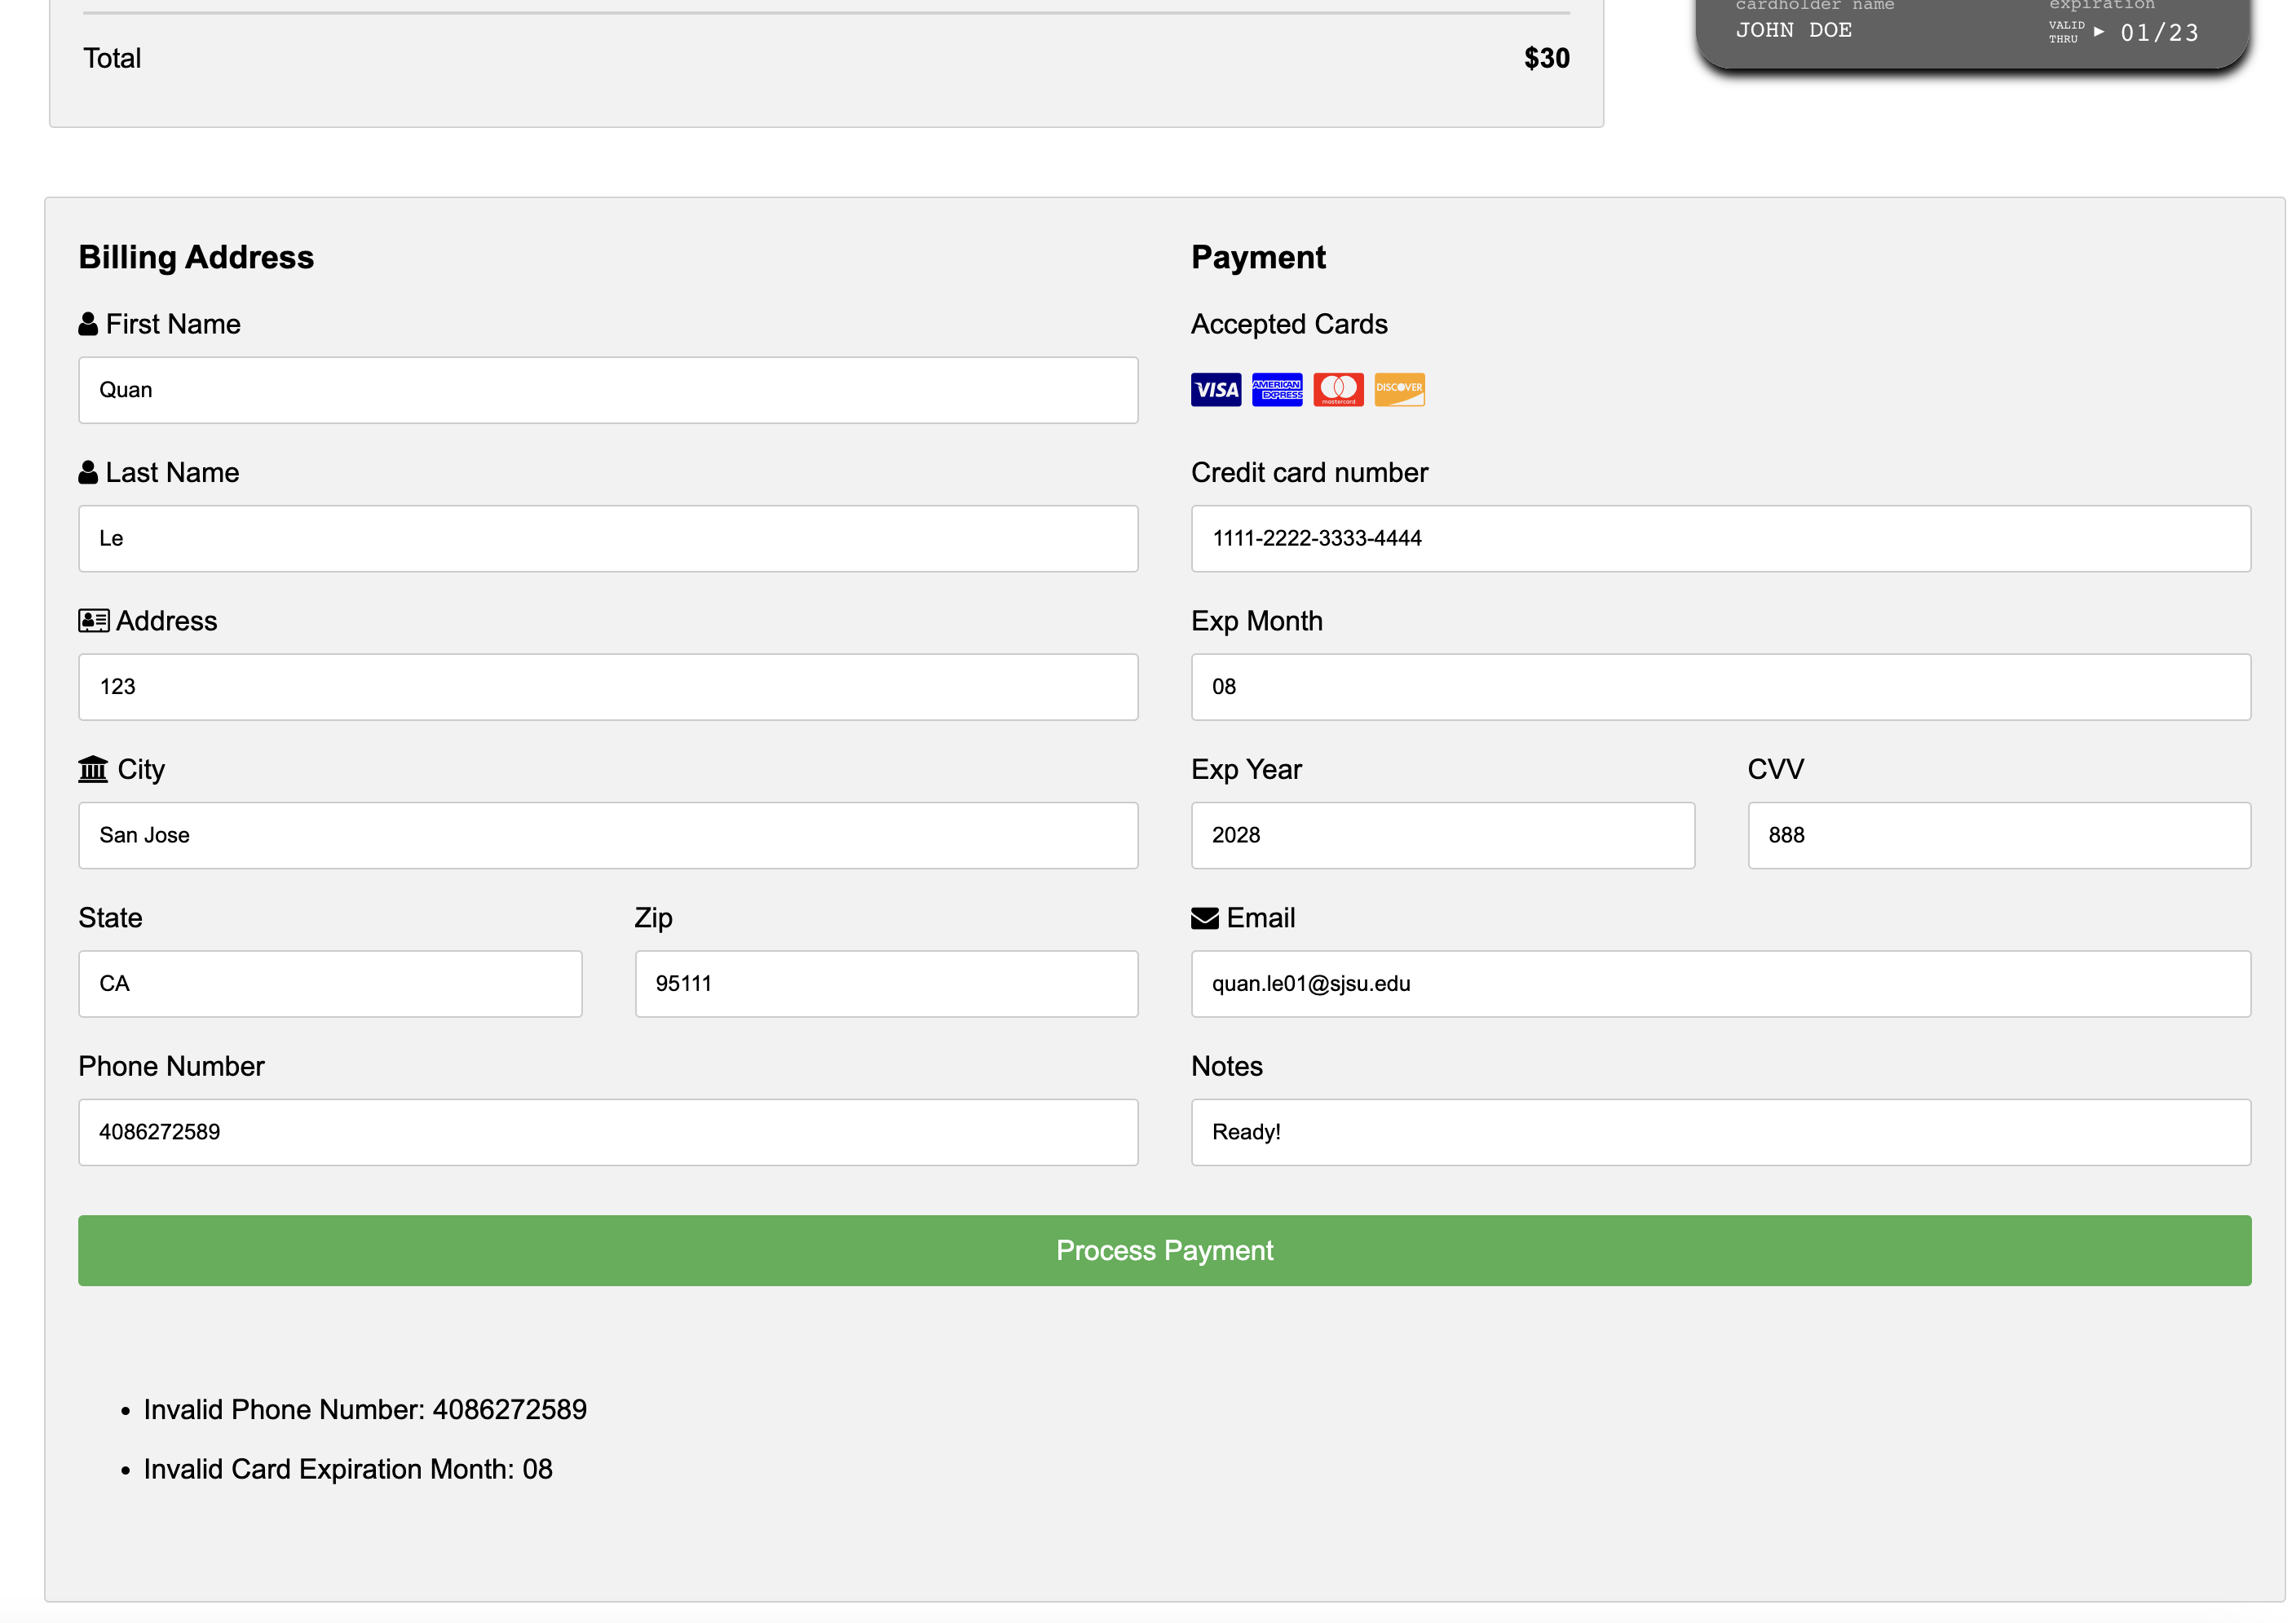 Total $30
cardholder name expiration
JOHN DOE VALID THRU 01/23
Billing Address
First Name
Quan
Last Name
Le
Address
123
City
San Jose
State Zip
CA 95111
Phone Number
4086272589
Payment
Accepted Cards
VISA AMERICAN EXPRESS mastercard DISCOVER
Credit card number
1111-2222-3333-4444
Exp Month
08
Exp Year CVV
2028 888
Email
quan.le01@sjsu.edu
Notes
Ready!
Process Payment
Invalid Phone Number: 4086272589
Invalid Card Expiration Month: 08